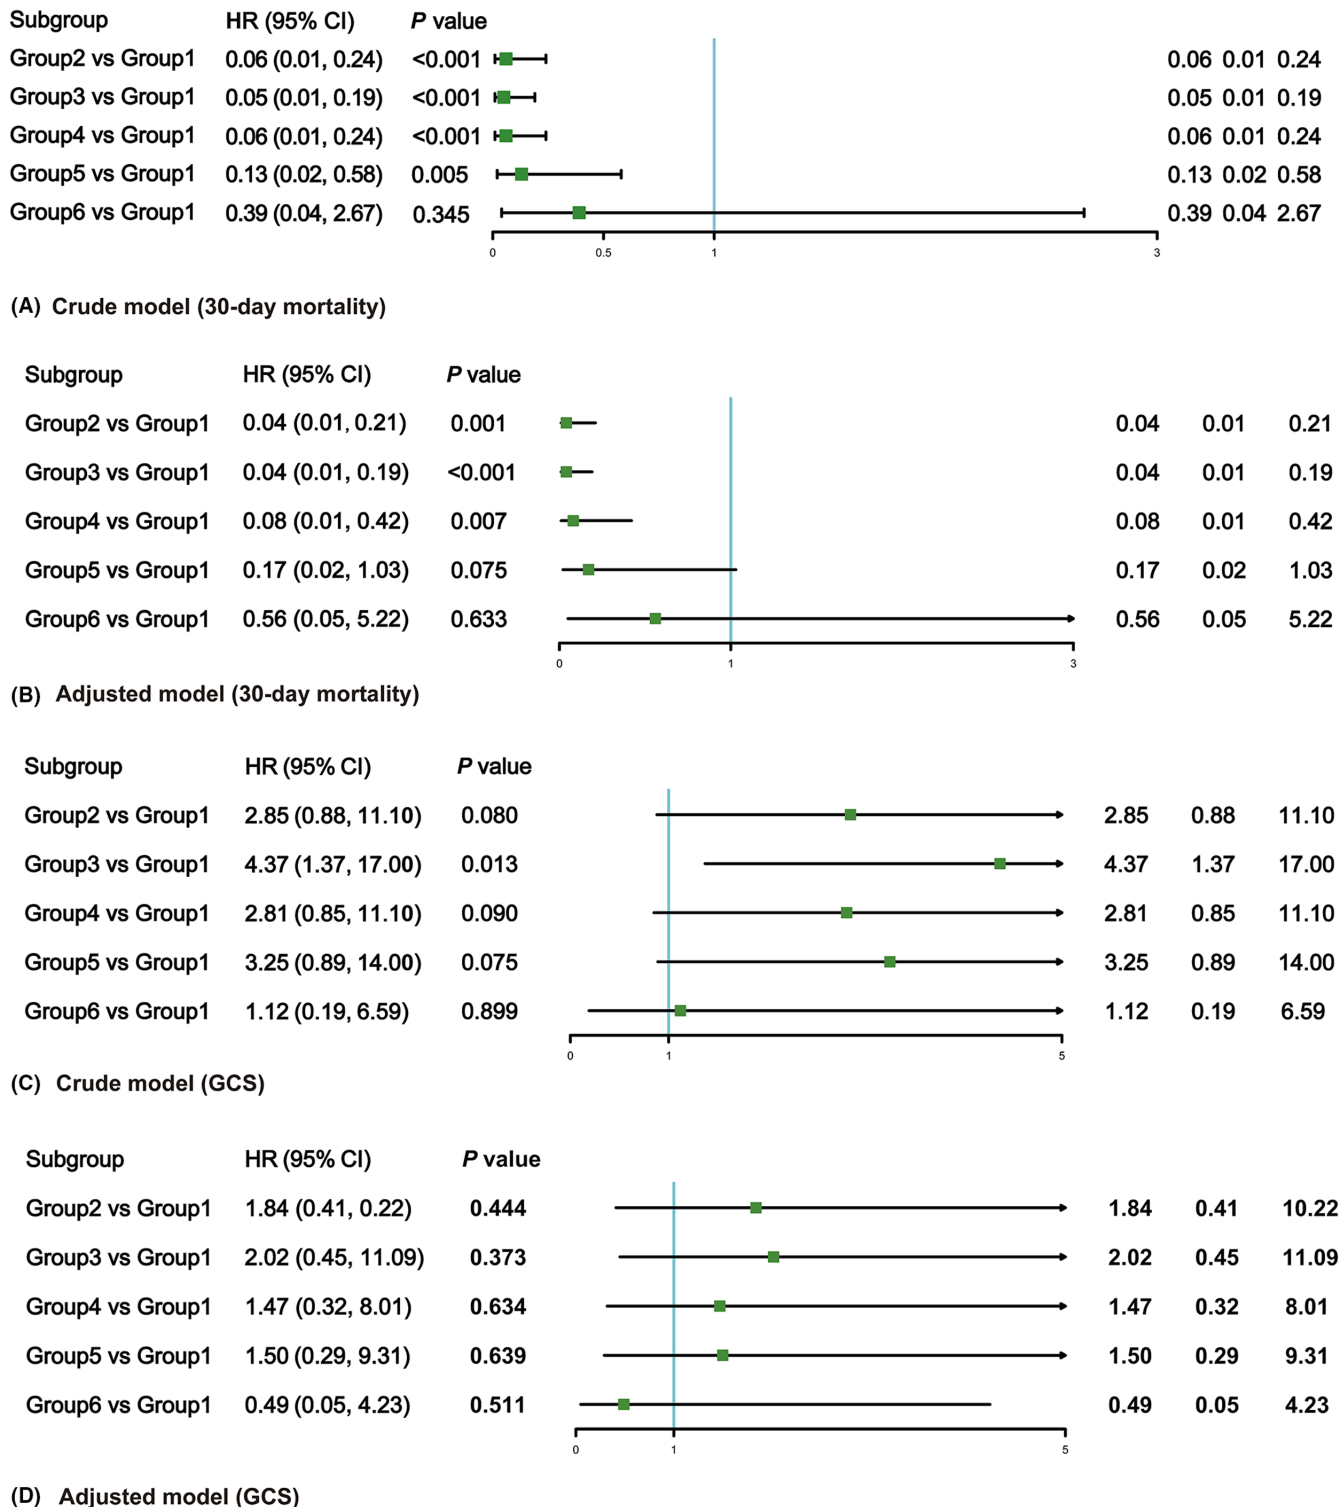 Subgroup HR (95% CI) P value
Group2 vs Group1 0.06 (0.01, 0.24) <0.001 0.06 0.01 0.24
Group3 vs Group1 0.05 (0.01, 0.19) <0.001 0.05 0.01 0.19
Group4 vs Group1 0.06 (0.01, 0.24) <0.001 0.06 0.01 0.24
Group5 vs Group1 0.13 (0.02, 0.58) 0.005 0.13 0.02 0.58
Group6 vs Group1 0.39 (0.04, 2.67) 0.345 0.39 0.04 2.67
0 0.5 1 3
(A) Crude model (30-day mortality)
Subgroup HR (95% CI) P value
Group2 vs Group1 0.04 (0.01, 0.21) 0.001 0.04 0.01 0.21
Group3 vs Group1 0.04 (0.01, 0.19) <0.001 0.04 0.01 0.19
Group4 vs Group1 0.08 (0.01, 0.42) 0.007 0.08 0.01 0.42
Group5 vs Group1 0.17 (0.02, 1.03) 0.075 0.17 0.02 1.03
Group6 vs Group1 0.56 (0.05, 5.22) 0.633 0.56 0.05 5.22
0 1 3
(B) Adjusted model (30-day mortality)
Subgroup HR (95% CI) P value
Group2 vs Group1 2.85 (0.88, 11.10) 0.080 2.85 0.88 11.10
Group3 vs Group1 4.37 (1.37, 17.00) 0.013 4.37 1.37 17.00
Group4 vs Group1 2.81 (0.85, 11.10) 0.090 2.81 0.85 11.10
Group5 vs Group1 3.25 (0.89, 14.00) 0.075 3.25 0.89 14.00
Group6 vs Group1 1.12 (0.19, 6.59) 0.899 1.12 0.19 6.59
0 1 5
(C) Crude model (GCS)
Subgroup HR (95% CI) P value
Group2 vs Group1 1.84 (0.41, 0.22) 0.444 1.84 0.41 10.22
Group3 vs Group1 2.02 (0.45, 11.09) 0.373 2.02 0.45 11.09
Group4 vs Group1 1.47 (0.32, 8.01) 0.634 1.47 0.32 8.01
Group5 vs Group1 1.50 (0.29, 9.31) 0.639 1.50 0.29 9.31
Group6 vs Group1 0.49 (0.05, 4.23) 0.511 0.49 0.05 4.23
0 1 5
(D) Adjusted model (GCS)